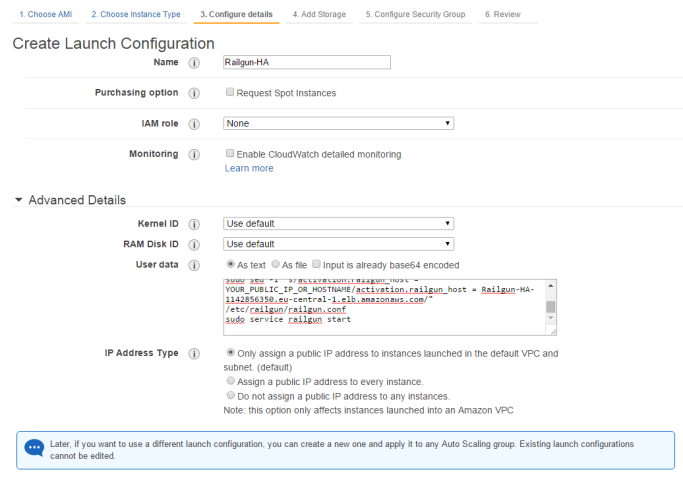 1. Choose AMI 2. Choose Instance Type 3. Configure details 4. Add Storage 5. Configure Security Group 6. Review
Create Launch Configuration
Name Railgun-HA
Purchasing option Request Spot Instances
IAM role None
Monitoring Enable CloudWatch detailed monitoring
Learn more
Advanced Details
Kernel ID Use default
RAM Disk ID Use default
User data As text As file Input is already base64 encoded
sudo sed -i "s/activation.railgun_host =
YOUR_PUBLIC_IP_OR_HOSTNAME/activation.railgun_host = Railgun-HA-
1142856350.eu-central-1.elb.amazonaws.com/"
/etc/railgun/railgun.conf
sudo service railgun start
IP Address Type Only assign a public IP address to instances launched in the default VPC and
subnet. (default)
Assign a public IP address to every instance.
Do not assign a public IP address to any instances.
Note: this option only affects instances launched into an Amazon VPC
Later, if you want to use a different launch configuration, you can create a new one and apply it to any Auto Scaling group. Existing launch configurations
cannot be edited.